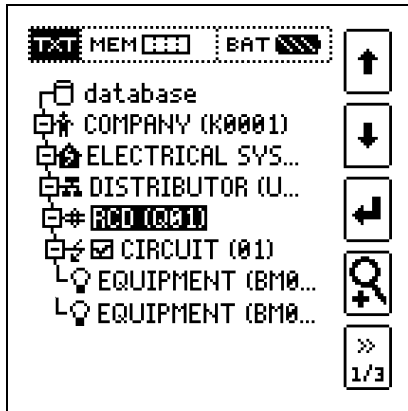 TXT MEM BAT
database
COMPANY (K0001)
ELECTRICAL SYS...
DISTRIBUTOR (U...
RCD (Q01)
CIRCUIT (01)
EQUIPMENT (BM0...
EQUIPMENT (BM0...
>>
1/3